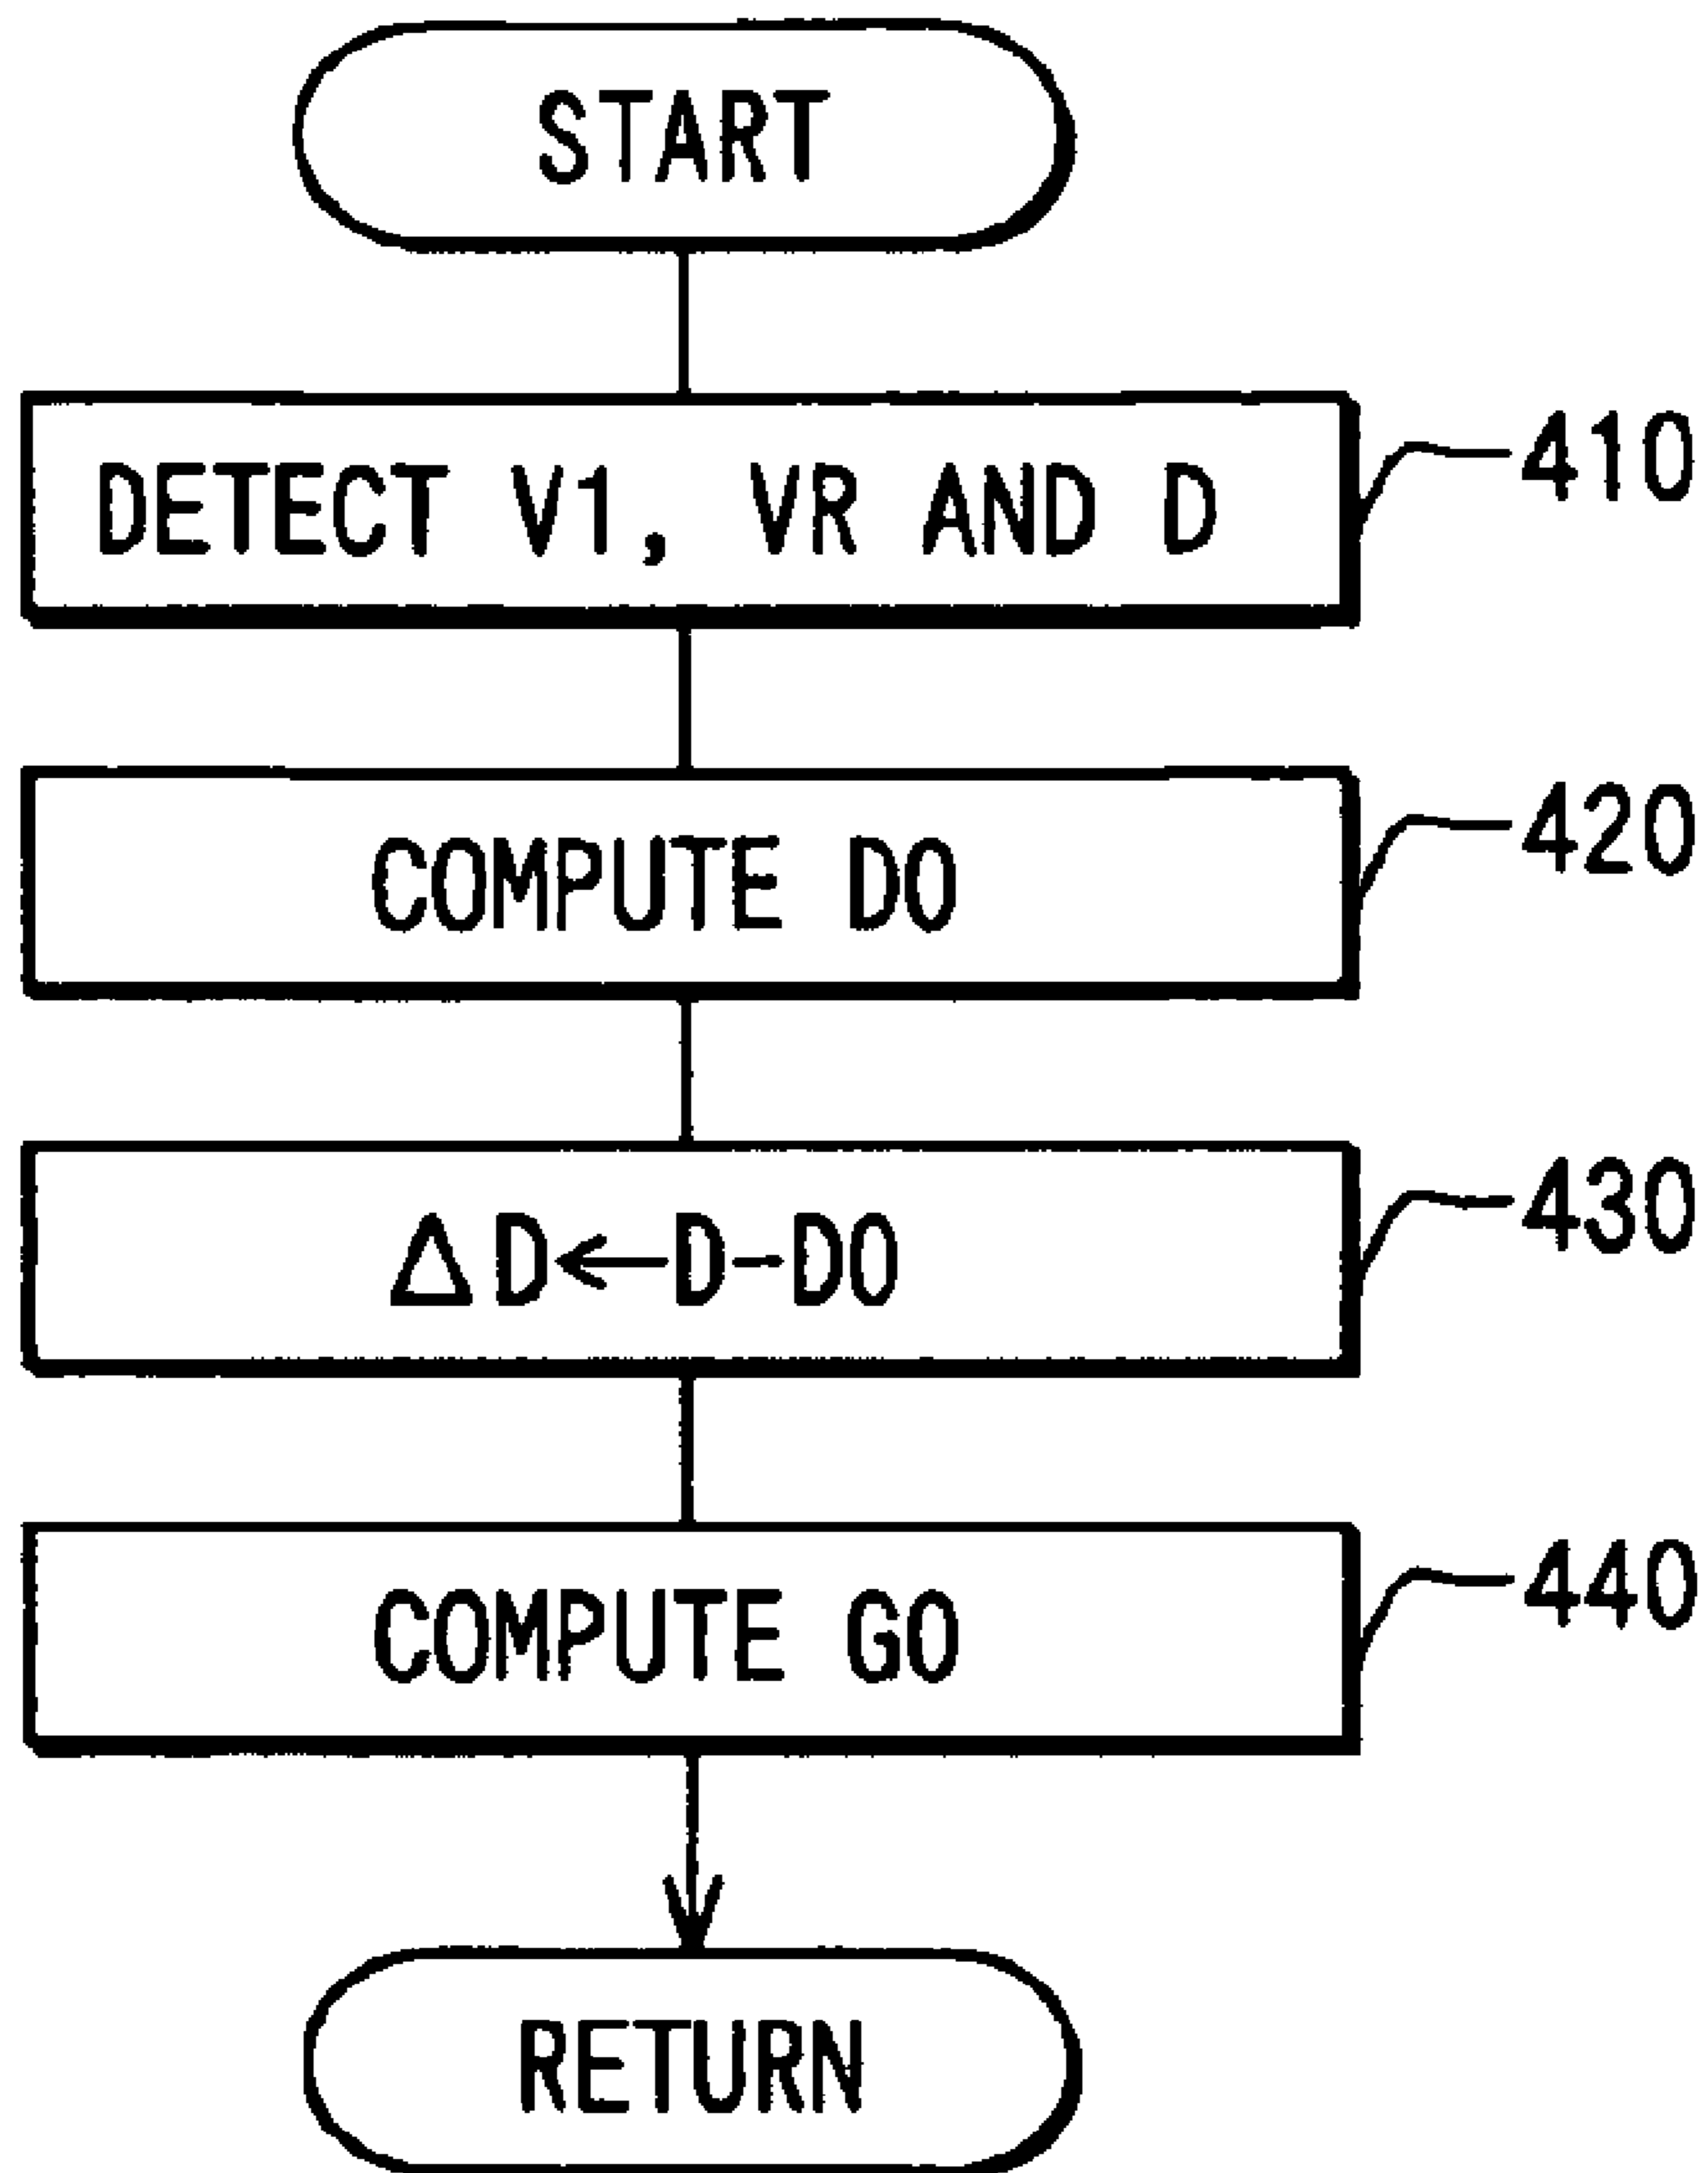 START
DETECT V1, VR AND D
410
COMPUTE D0
420
ΔD←D-D0
430
COMPUTE G0
440
RETURN